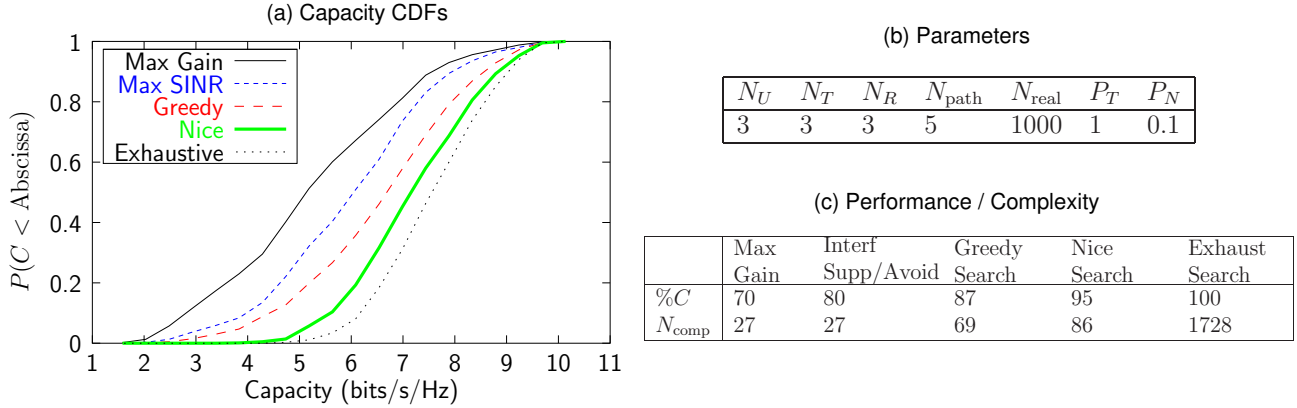 (a) Capacity CDFs
1
0.8
0.6
0.4
0.2
0
P(C < Abscissa)
Max Gain
Max SINR
Greedy
Nice
Exhaustive
1 2 3 4 5 6 7 8 9 10 11
Capacity (bits/s/Hz)
(b) Parameters
N_U N_T N_R N_path N_real P_T P_N
3 3 3 5 1000 1 0.1
(c) Performance / Complexity
Max Interf Greedy Nice Exhaust
Gain Supp/Avoid Search Search Search
%C 70 80 87 95 100
N_comp 27 27 69 86 1728